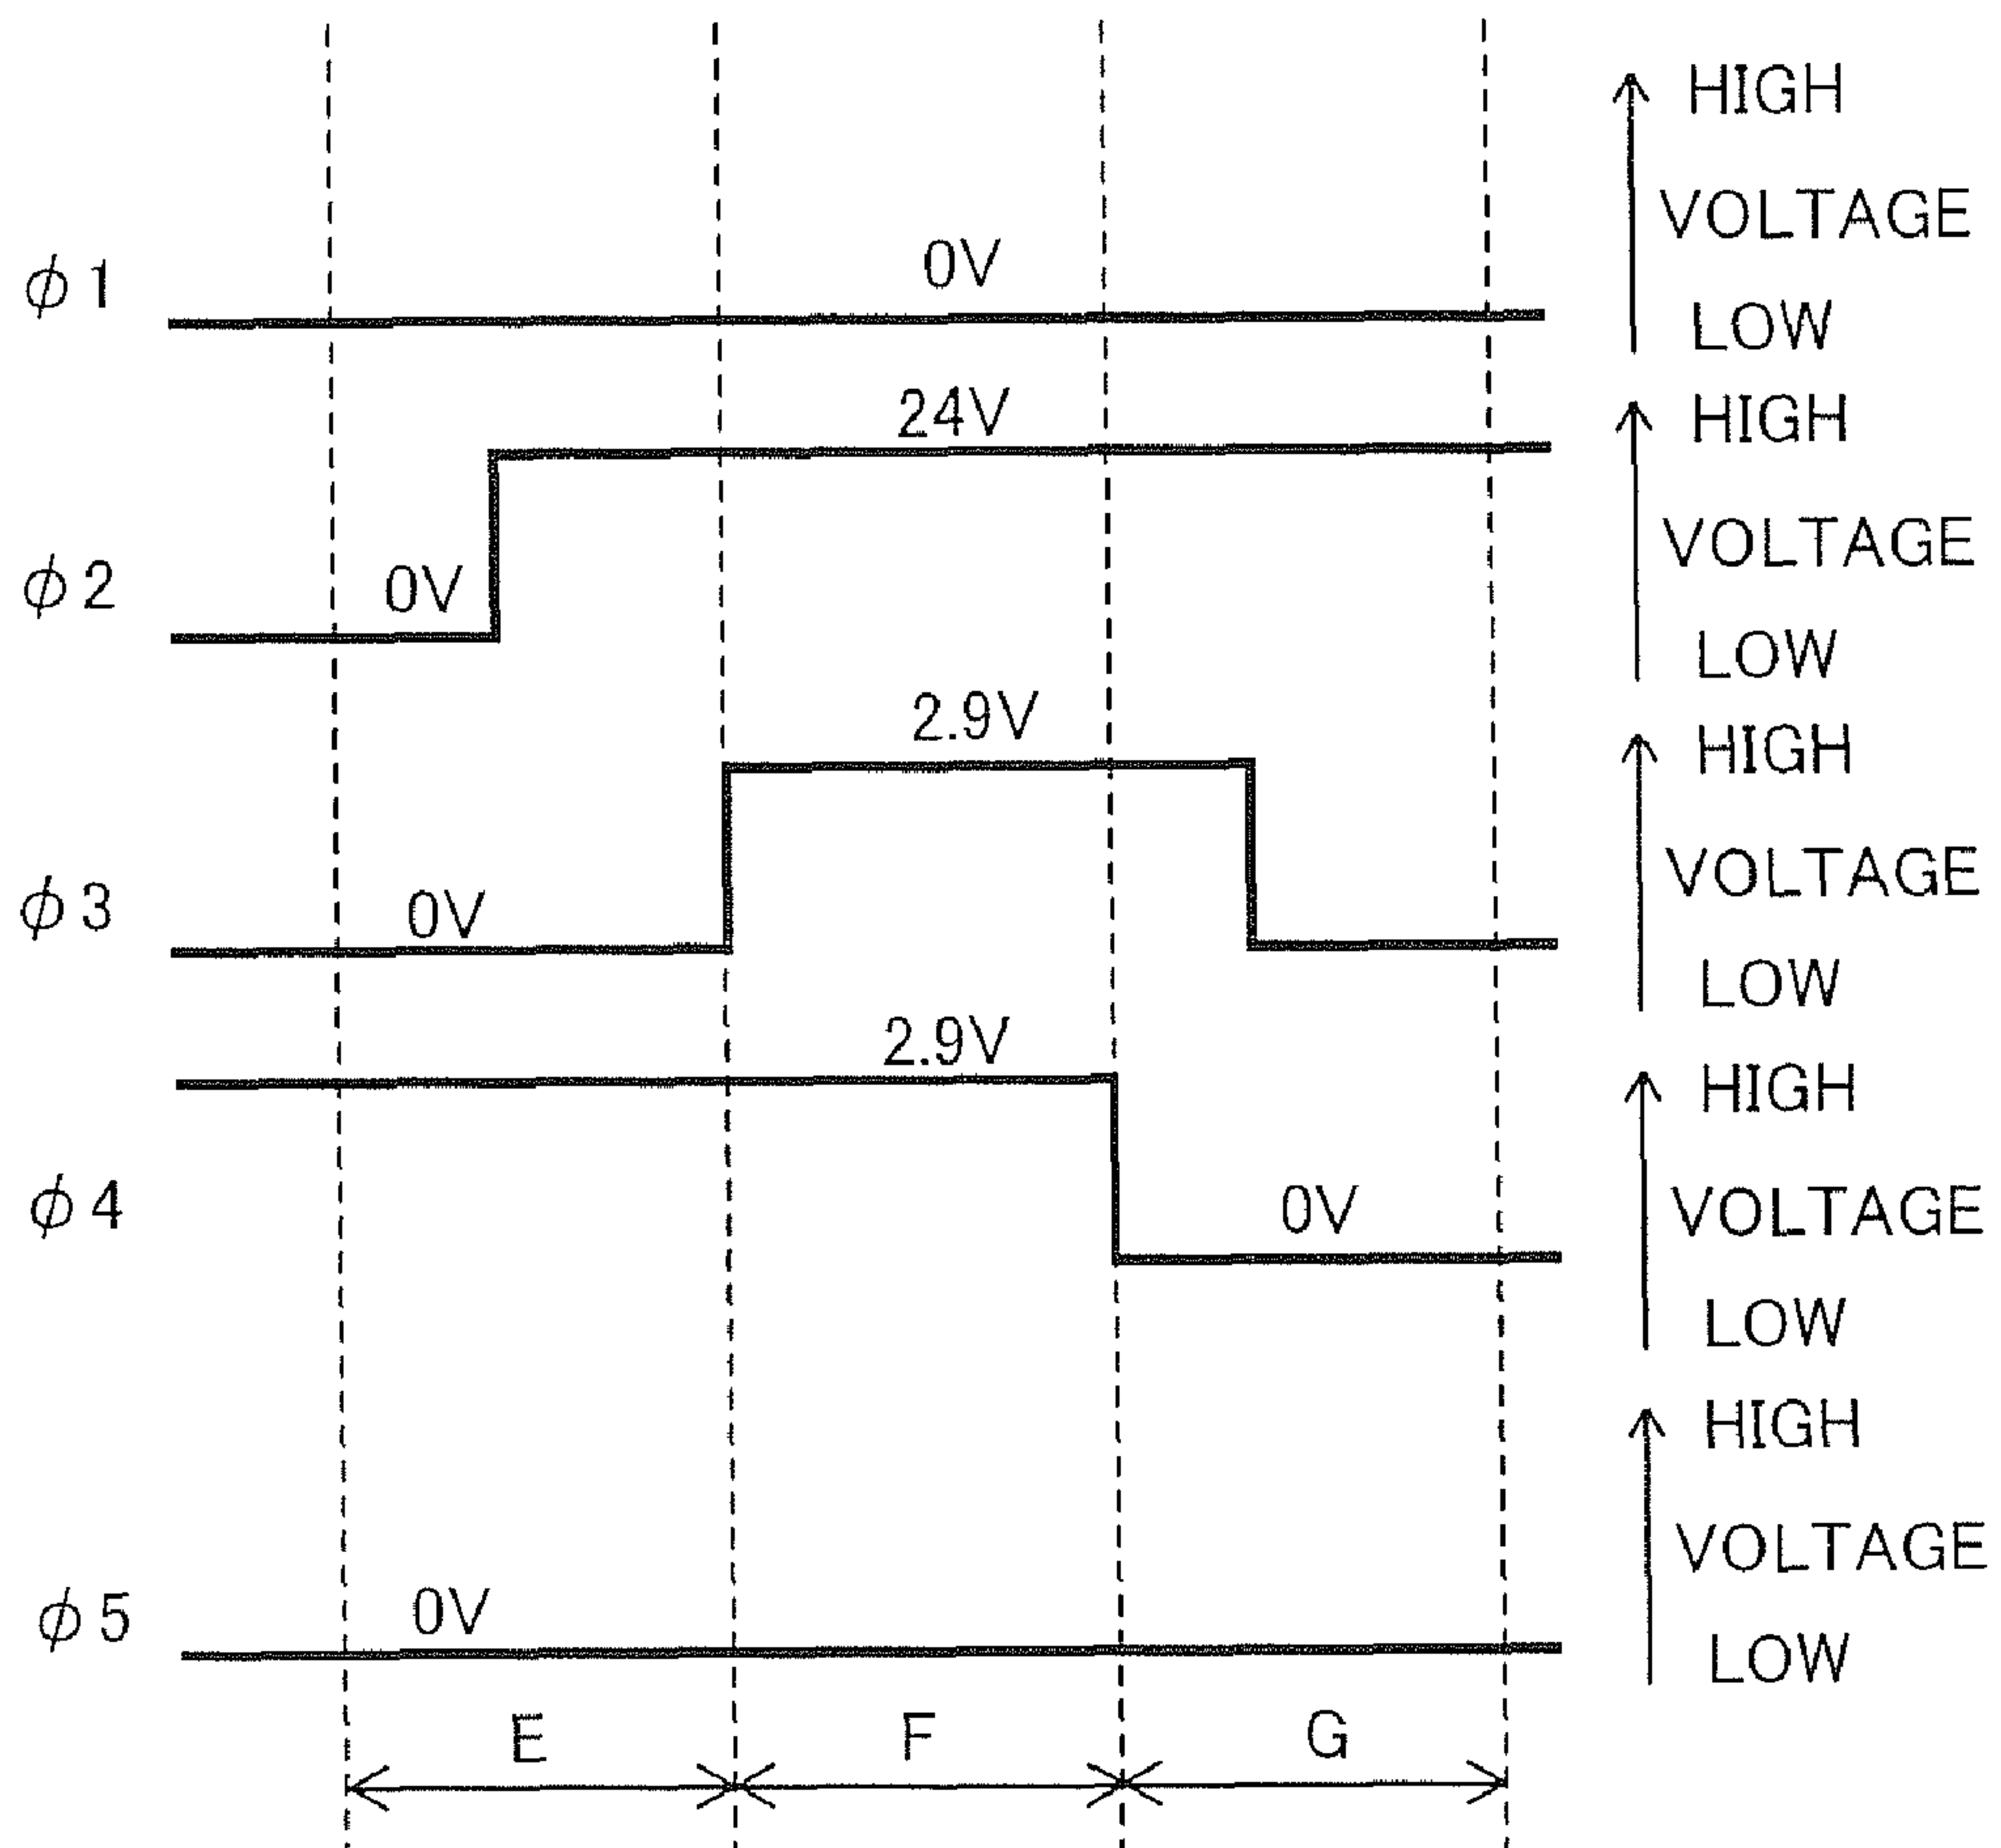 HIGH
VOLTAGE
LOW
φ1
0V
HIGH
VOLTAGE
LOW
φ2
0V
24V
HIGH
VOLTAGE
LOW
φ3
0V
2.9V
HIGH
VOLTAGE
LOW
φ4
2.9V
0V
HIGH
VOLTAGE
LOW
φ5
0V
E
F
G